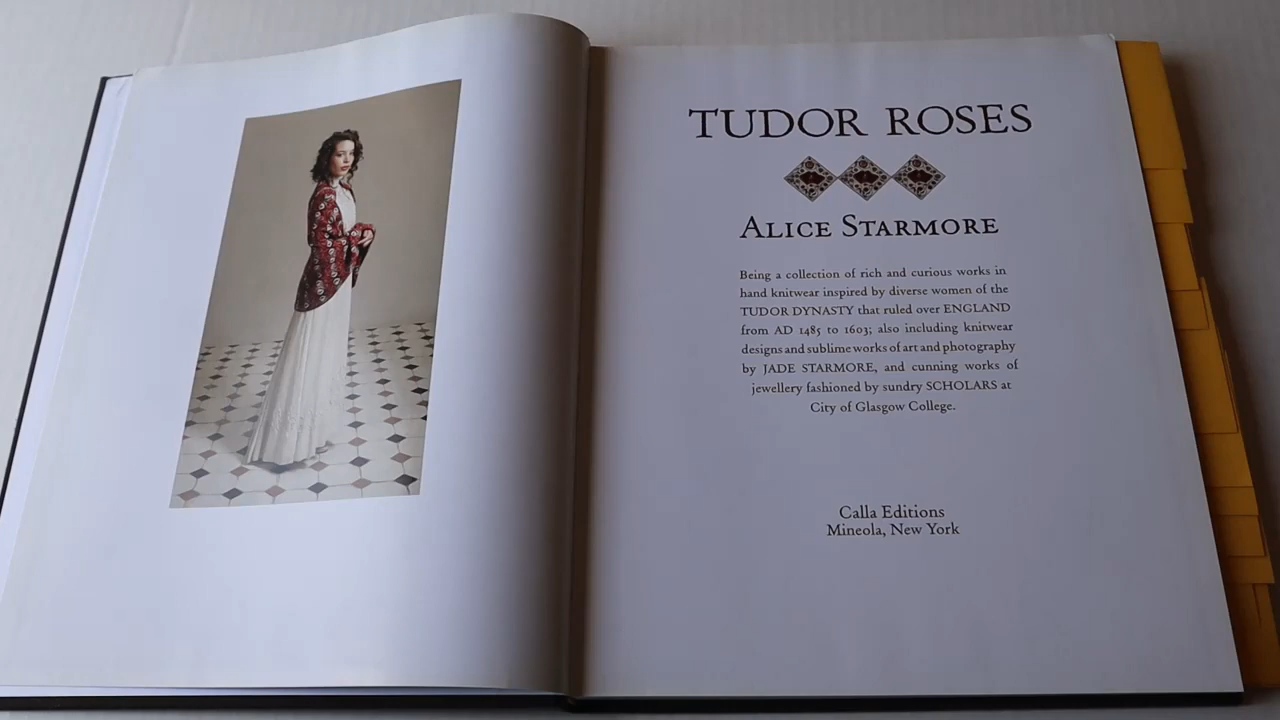 TUDOR ROSES
ALICE STARMORE
Being a collection of rich and curious works in
hand knitwear inspired by diverse women of the
TUDOR DYNASTY that ruled over ENGLAND
from AD 1485 to 1603; also including knitwear
designs and sublime works of art and photography
by JADE STARMORE, and cunning works of
jewellery fashioned by sundry SCHOLARS at
City of Glasgow College.
Calla Editions
Mineola, New York